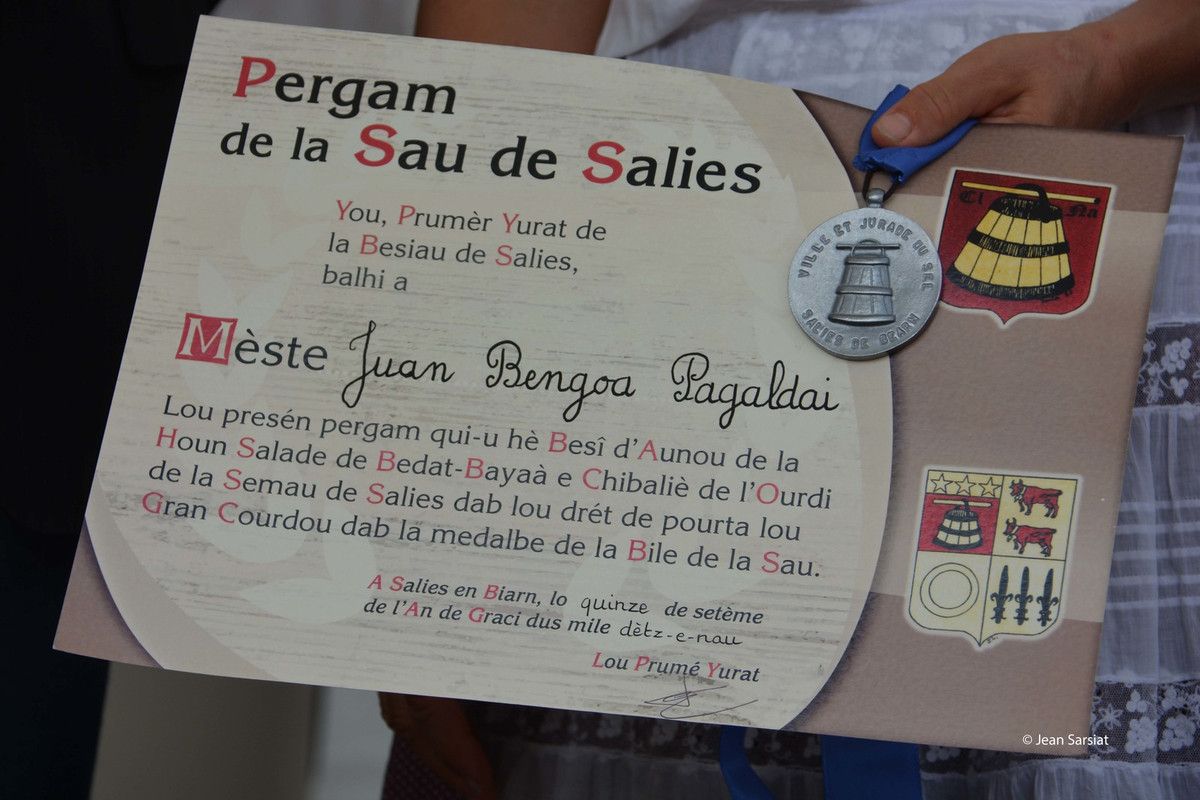 Pergam
de la Sau de Salies
You, Prumèr Yurat de
la Besiau de Salies,
balhi a
Mèste Juan Bengoa Pagaldai
Lou presén pergam qui-u hè Besî d'Aunou de la
Houn Salade de Bedat-Bayaà e Chibaliè de l'Ourdi
de la Semau de Salies dab lou drét de pourta lou
Gran Courdou dab la medalbe de la Bile de la Sau.
A Salies en Biarn, lo quinze de setème
de l'An de Graci dus mile dètz-e-nau
Lou Prumé Yurat
VILLE ET JURADE DU SEL
SALIES DE BEARN
Cl Na
© Jean Sarsiat